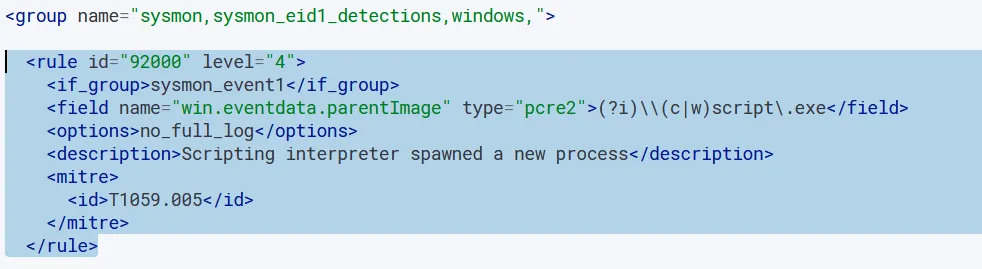 <group name="sysmon,sysmon_eid1_detections,windows,">
<rule id="92000" level="4">
<if_group>sysmon_event1</if_group>
<field name="win.eventdata.parentImage" type="pcre2">(?i)\\(c|w)script\.exe</field>
<options>no_full_log</options>
<description>Scripting interpreter spawned a new process</description>
<mitre>
<id>T1059.005</id>
</mitre>
</rule>